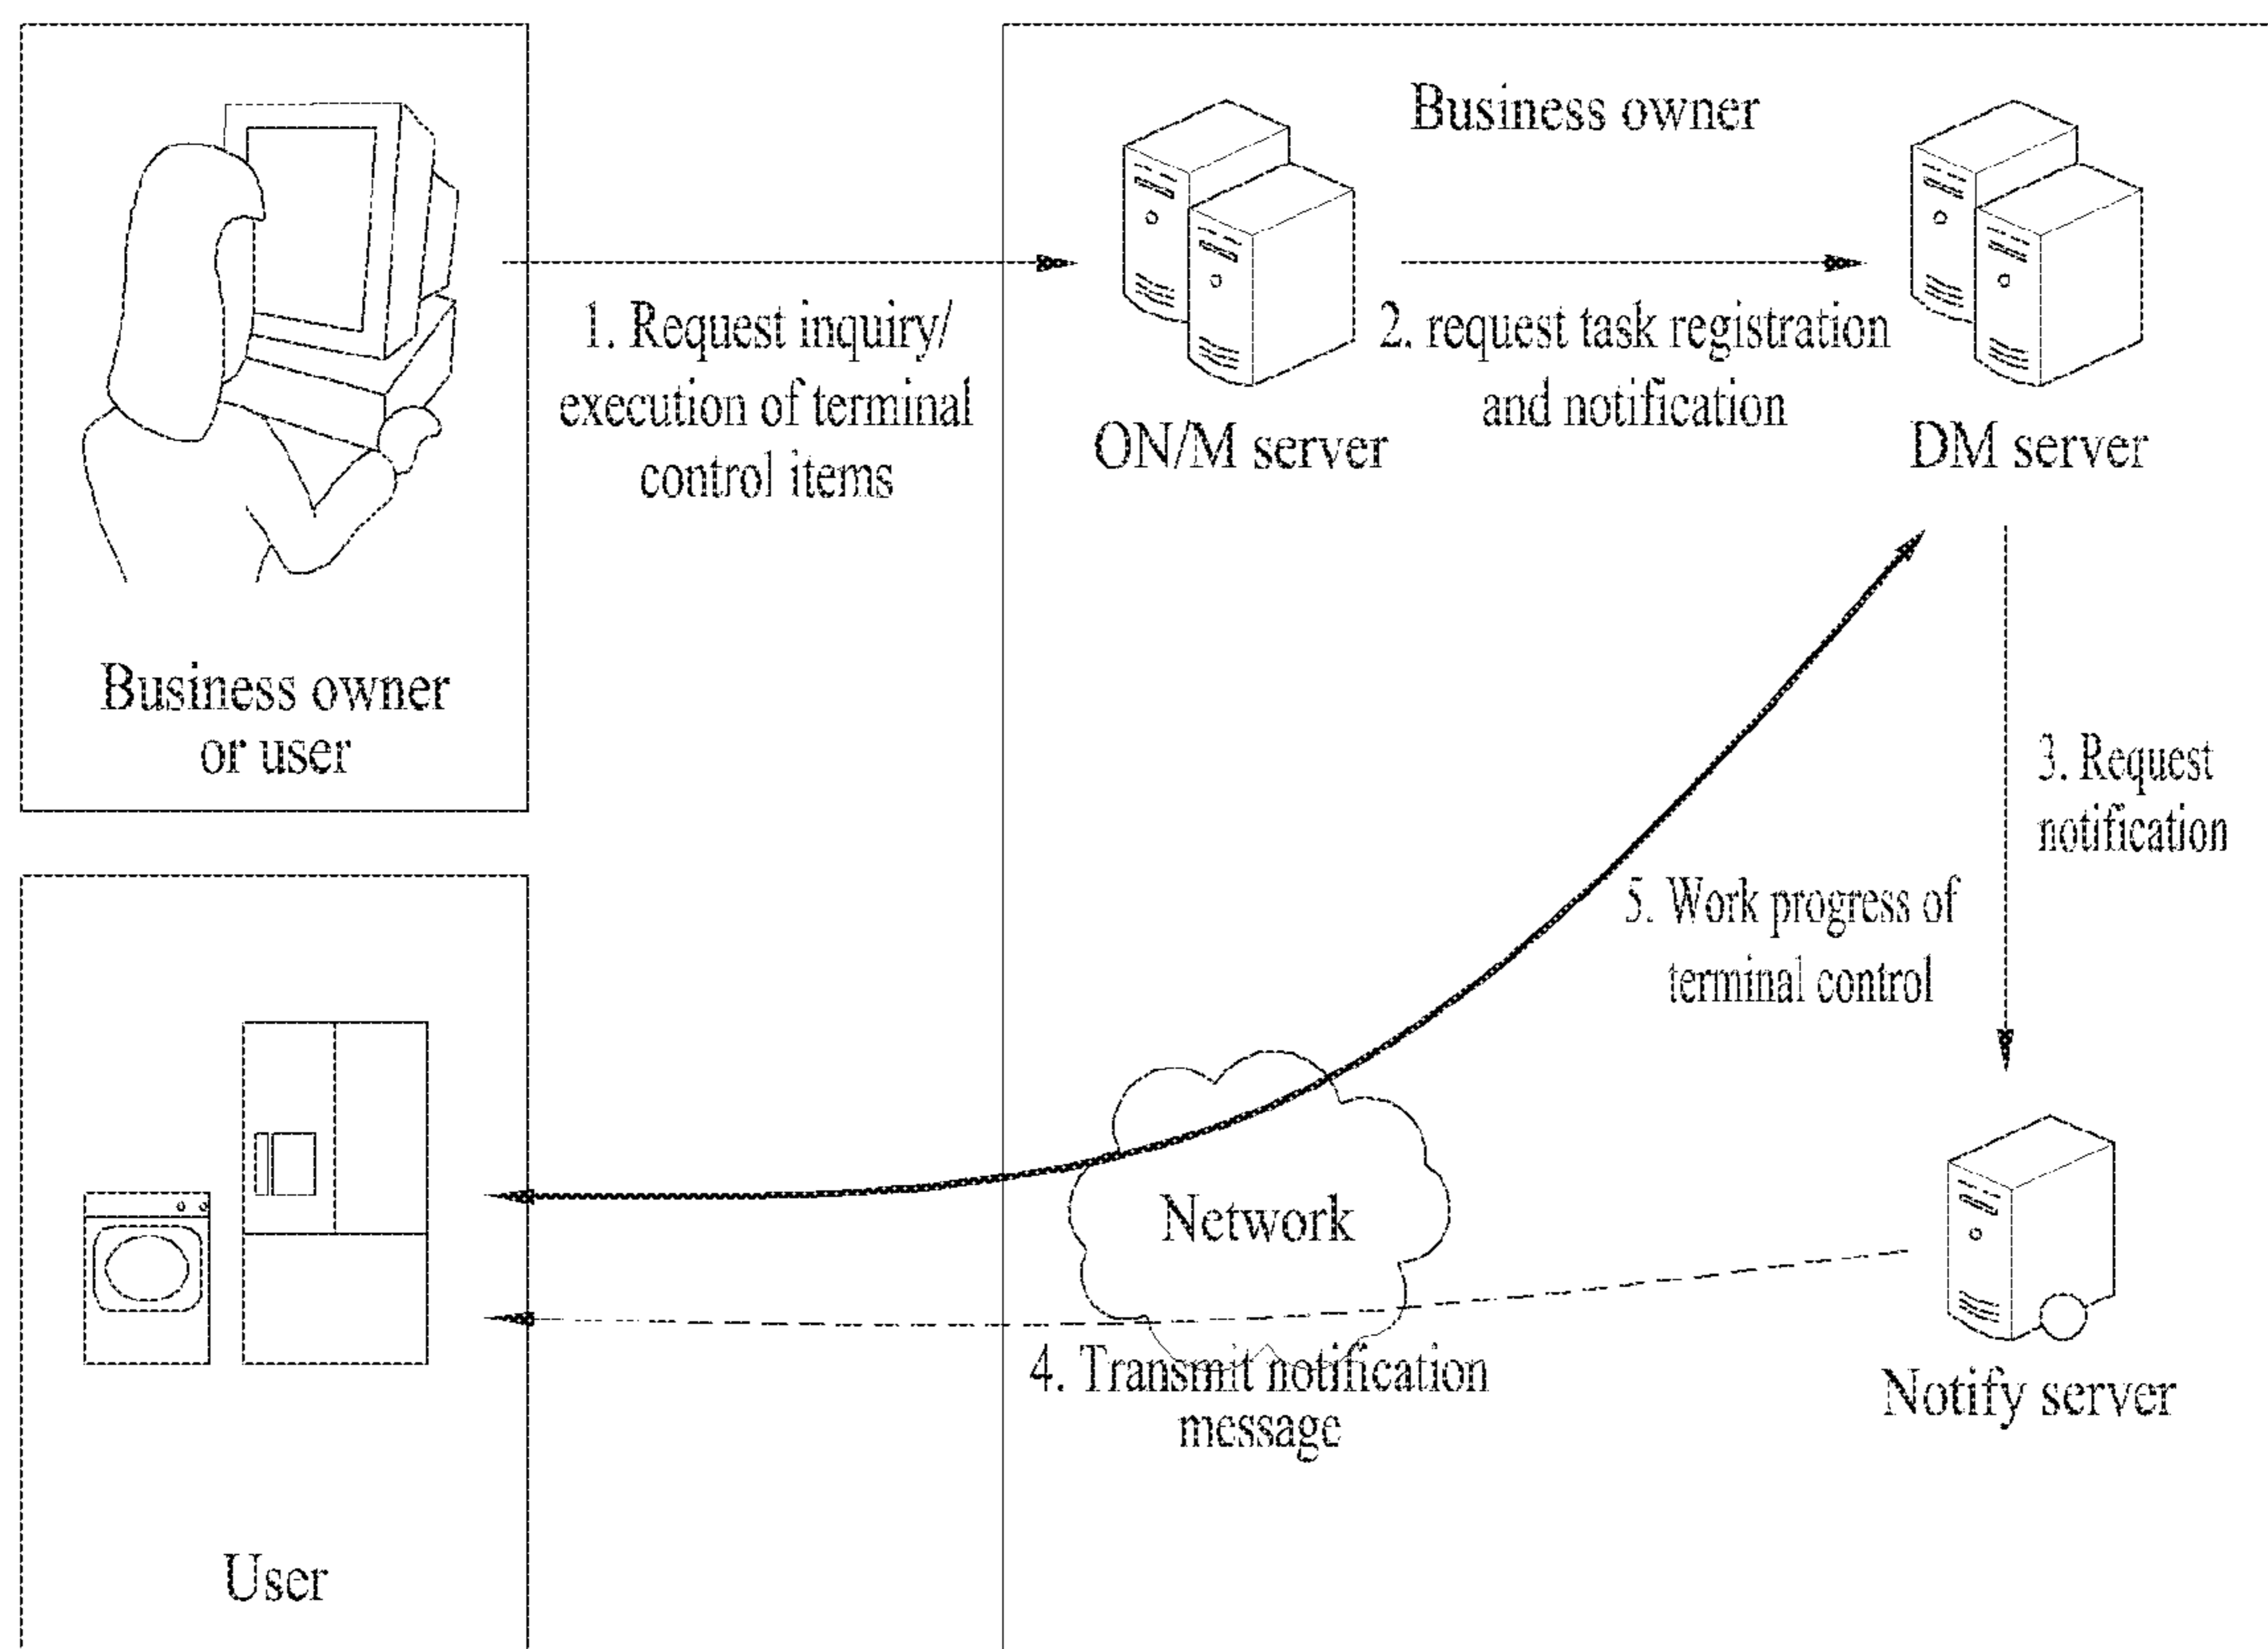 Business owner
1. Request inquiry/
execution of terminal
control items
2. request task registration
and notification
ON/M server
DM server
Business owner
or user
3. Request
notification
5. Work progress of
terminal control
Network
4. Transmit notification
message
Notify server
User